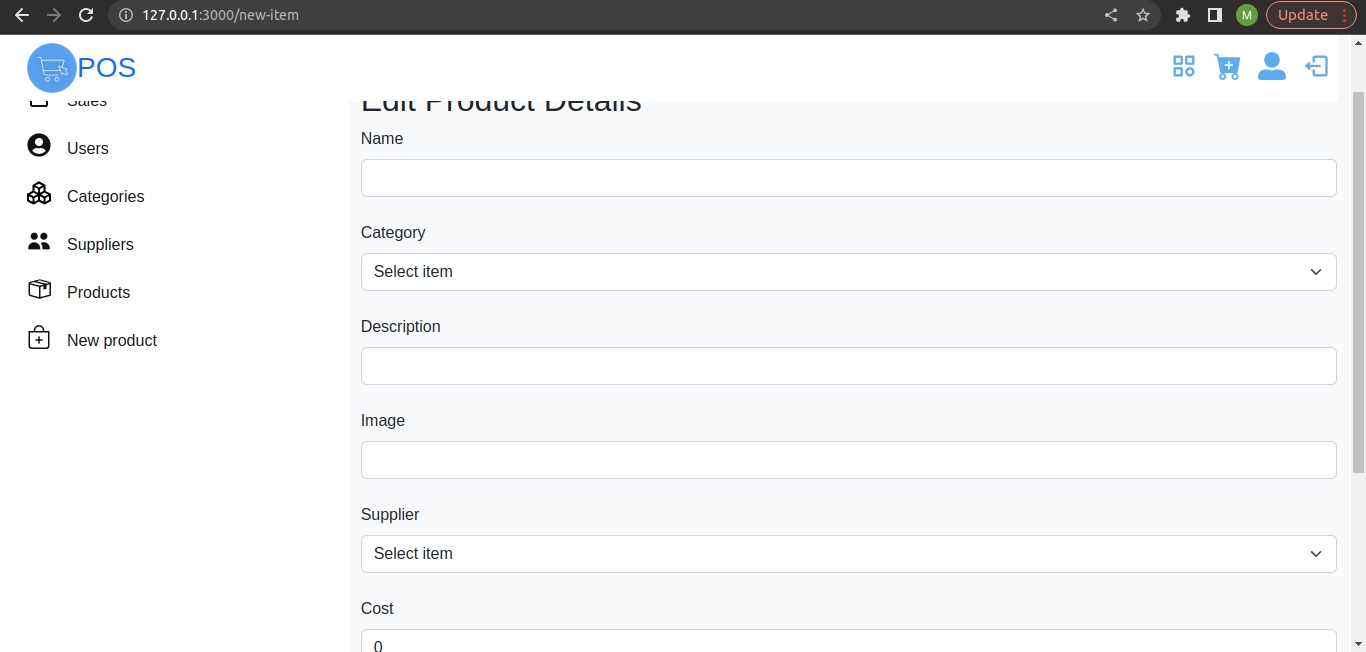 127.0.0.1:3000/new-item
M
Update
POS
Sales
Users
Categories
Suppliers
Products
New product
Edit Product Details
Name
Category
Select item
Description
Image
Supplier
Select item
Cost
0